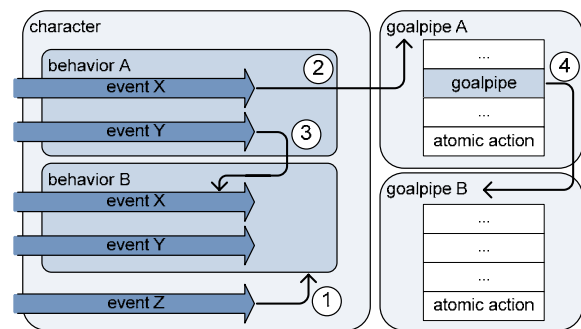 character
behavior A
event X
2
event Y
3
behavior B
event X
event Y
event Z
1
goalpipe A
...
goalpipe
4
...
atomic action
goalpipe B
...
...
...
atomic action